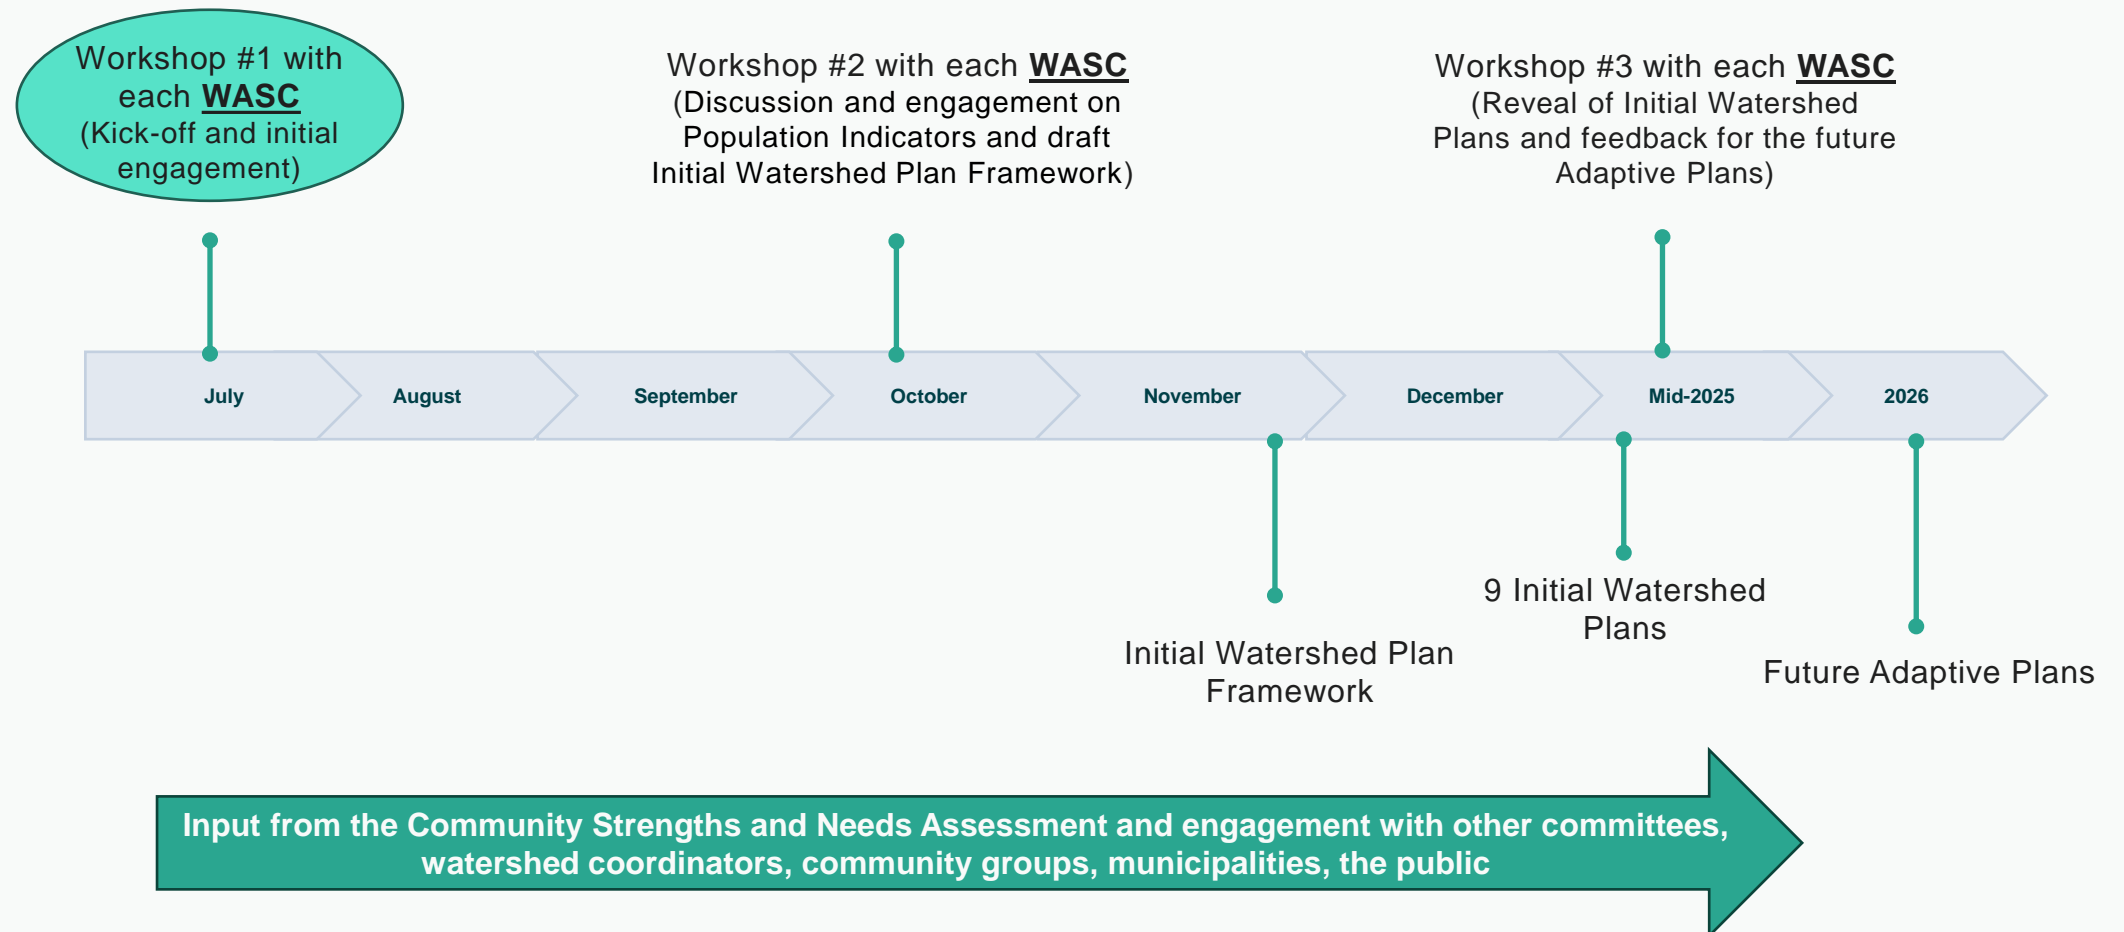 Workshop #1 with
each WASC
(Kick-off and initial
engagement)
Workshop #2 with each WASC
(Discussion and engagement on
Population Indicators and draft
Initial Watershed Plan Framework)
Workshop #3 with each WASC
(Reveal of Initial Watershed
Plans and feedback for the future
Adaptive Plans)
July
August
September
October
November
December
Mid-2025
2026
Initial Watershed Plan
Framework
9 Initial Watershed
Plans
Future Adaptive Plans
Input from the Community Strengths and Needs Assessment and engagement with other committees,
watershed coordinators, community groups, municipalities, the public